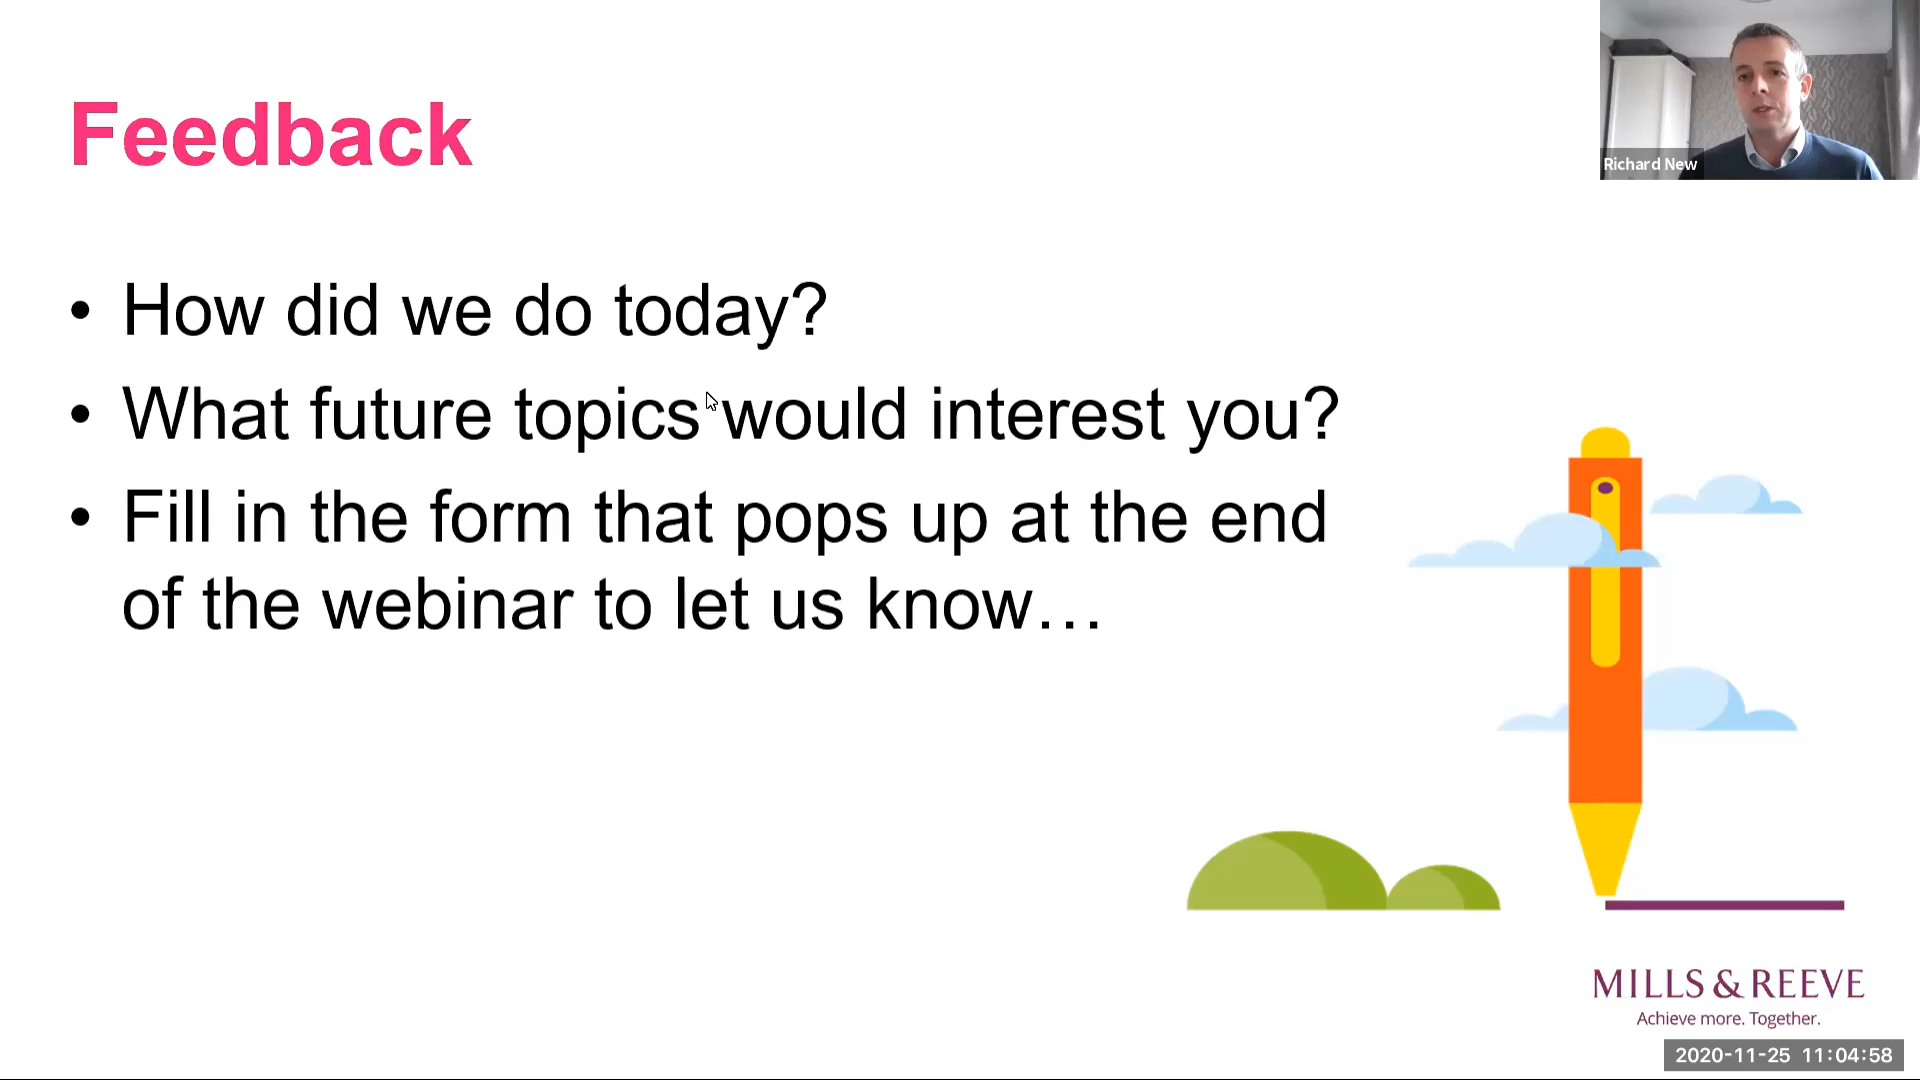 Feedback
Richard New
• How did we do today?
• What future topics would interest you?
• Fill in the form that pops up at the end
of the webinar to let us know…
MILLS & REEVE
Achieve more. Together.
2020-11-25 11:04:58